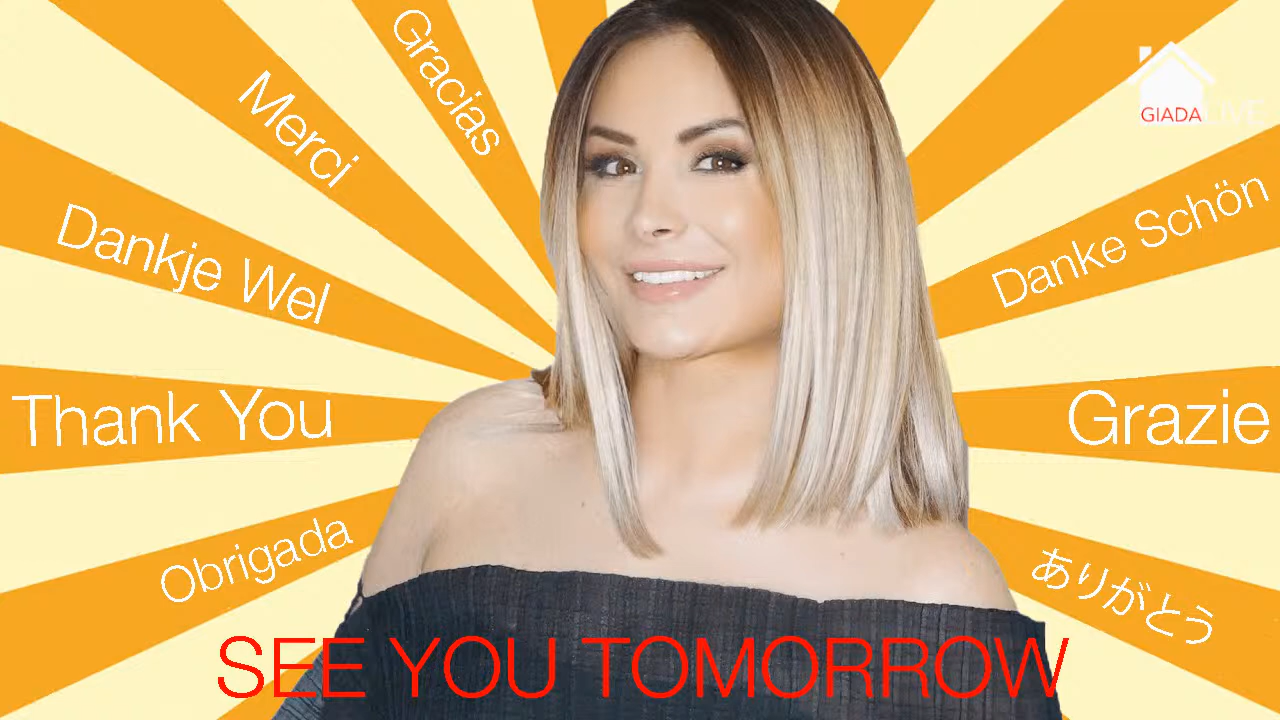 Gracias
Merci
GIADA LIVE
Dankje Wel
Danke Schön
Thank You
Grazie
Obrigada
ありがとう
SEE YOU TOMORROW